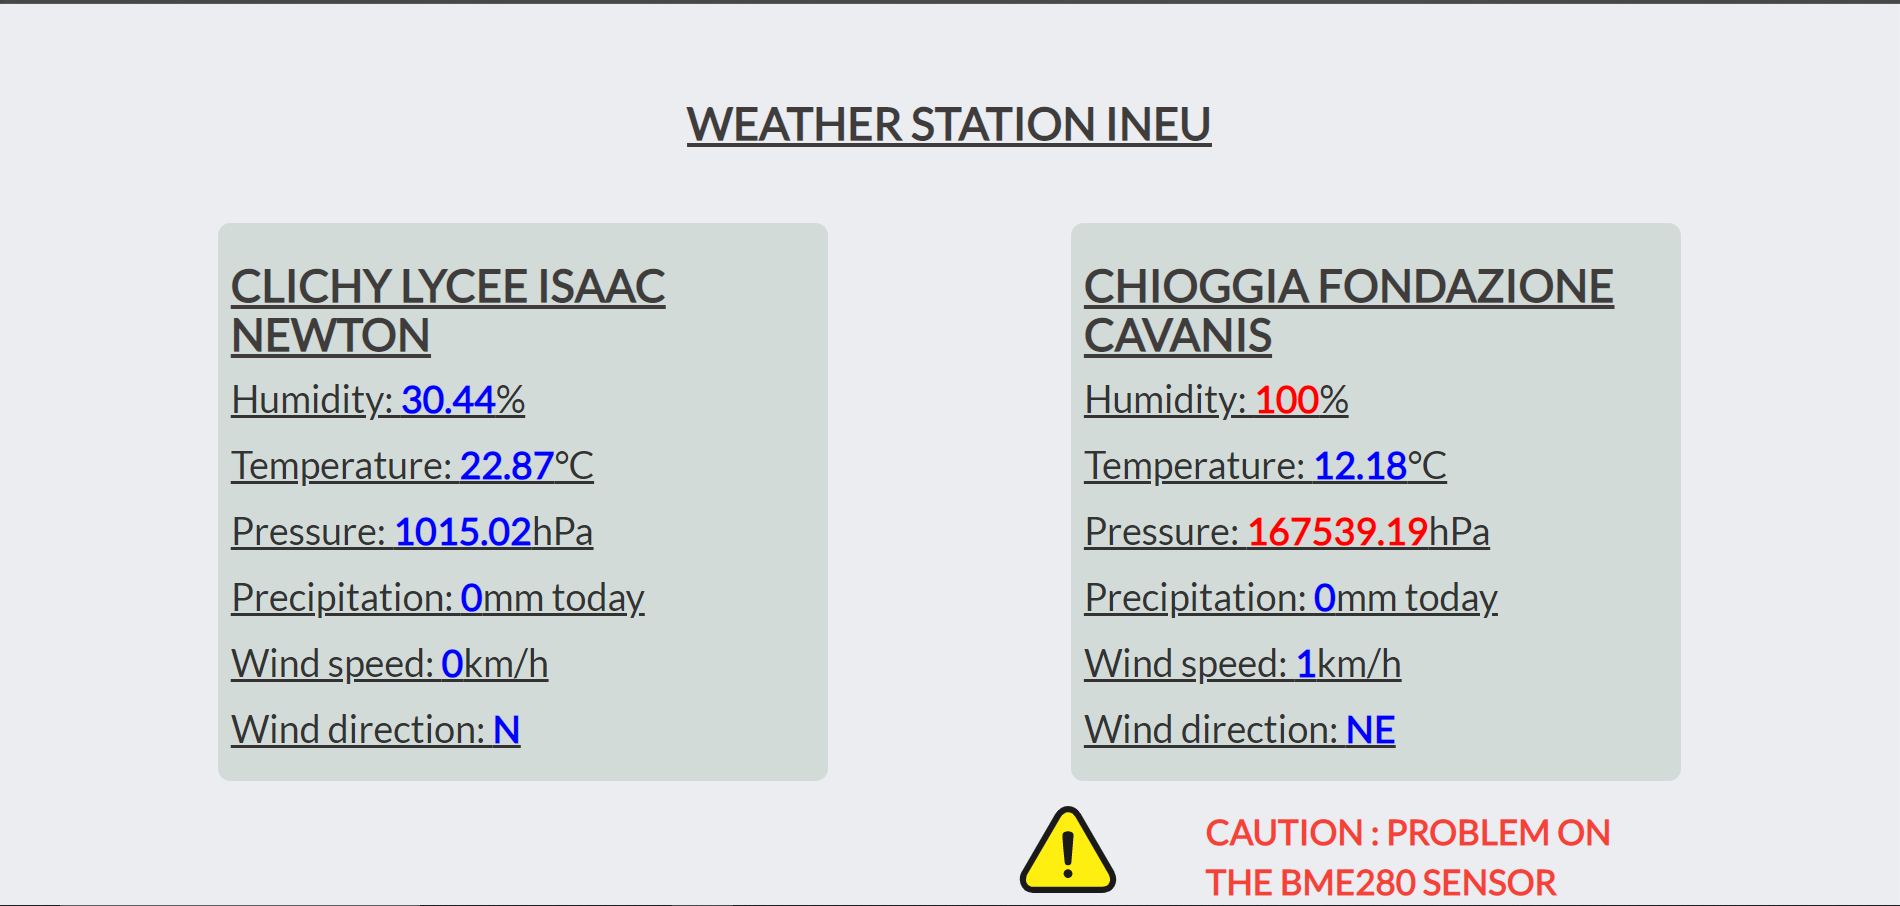 WEATHER STATION INEU
CLICHY LYCEE ISAAC
NEWTON
Humidity: 30.44%
Temperature: 22.87°C
Pressure: 1015.02hPa
Precipitation: 0mm today
Wind speed: 0km/h
Wind direction: N
CHIOGGIA FONDAZIONE
CAVANIS
Humidity: 100%
Temperature: 12.18°C
Pressure: 167539.19hPa
Precipitation: 0mm today
Wind speed: 1km/h
Wind direction: NE
CAUTION : PROBLEM ON
THE BME280 SENSOR